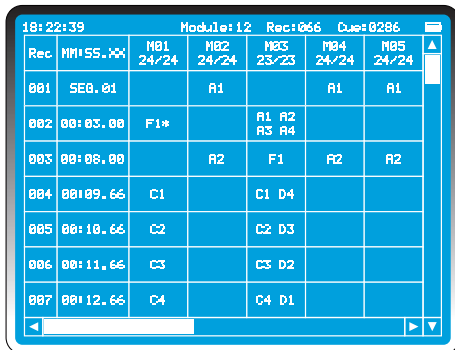 18:22:39 Module:12 Rec:066 Cue:0286
Rec MM:SS.XX M01 24/24 M02 24/24 M03 23/23 M04 24/24 M05 24/24
001 SEG.01 A1 A1 A1
002 00:03.00 F1* A1 A2 A3 A4
003 00:08.00 A2 F1 A2 A2
004 00:09.66 C1 C1 D4
005 00:10.66 C2 C2 D3
006 00:11.66 C3 C3 D2
007 00:12.66 C4 C4 D1